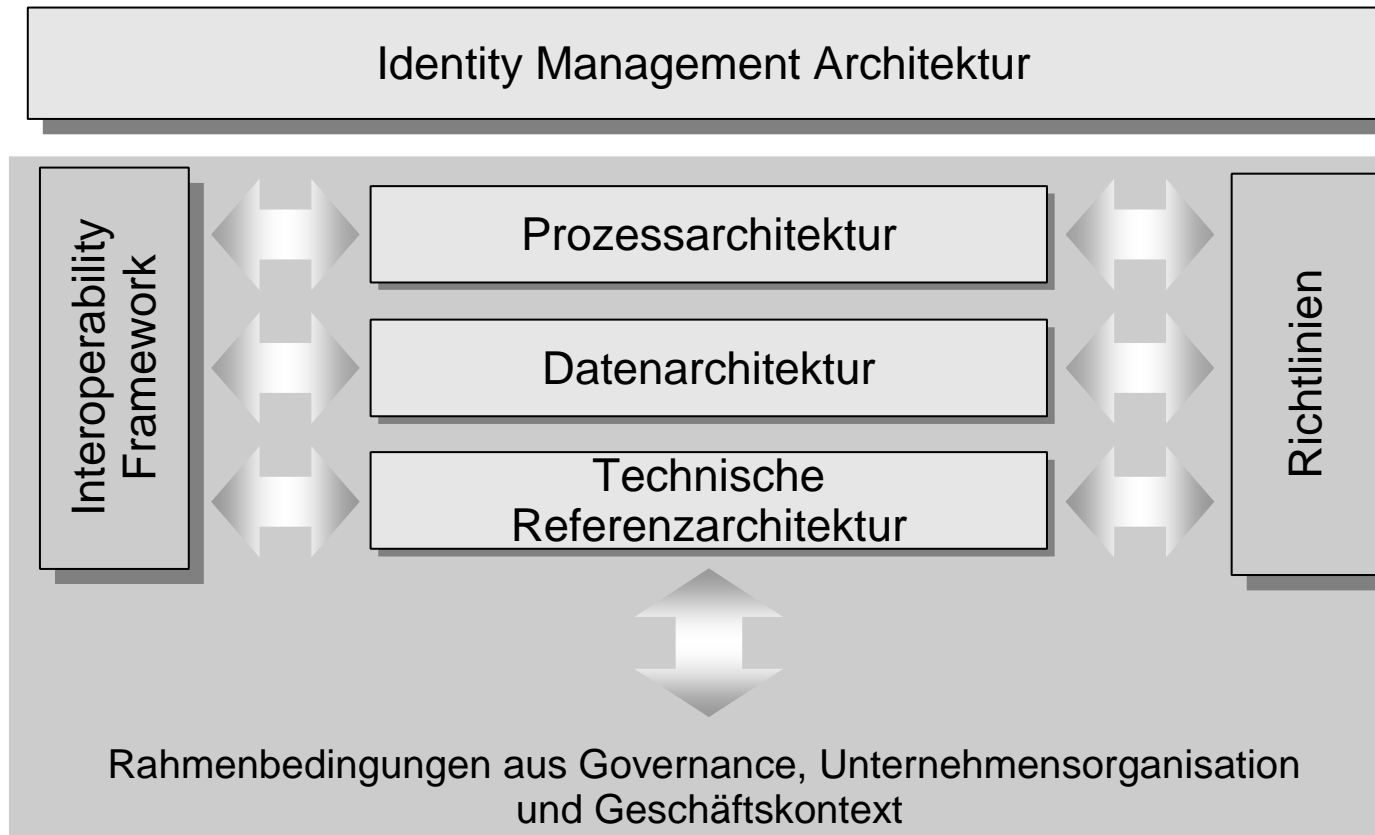 Identity Management Architektur
Interoperability
Framework
Prozessarchitektur
Datenarchitektur
Technische
Referenzarchitektur
Richtlinien
Rahmenbedingungen aus Governance, Unternehmensorganisation
und Geschäftskontext